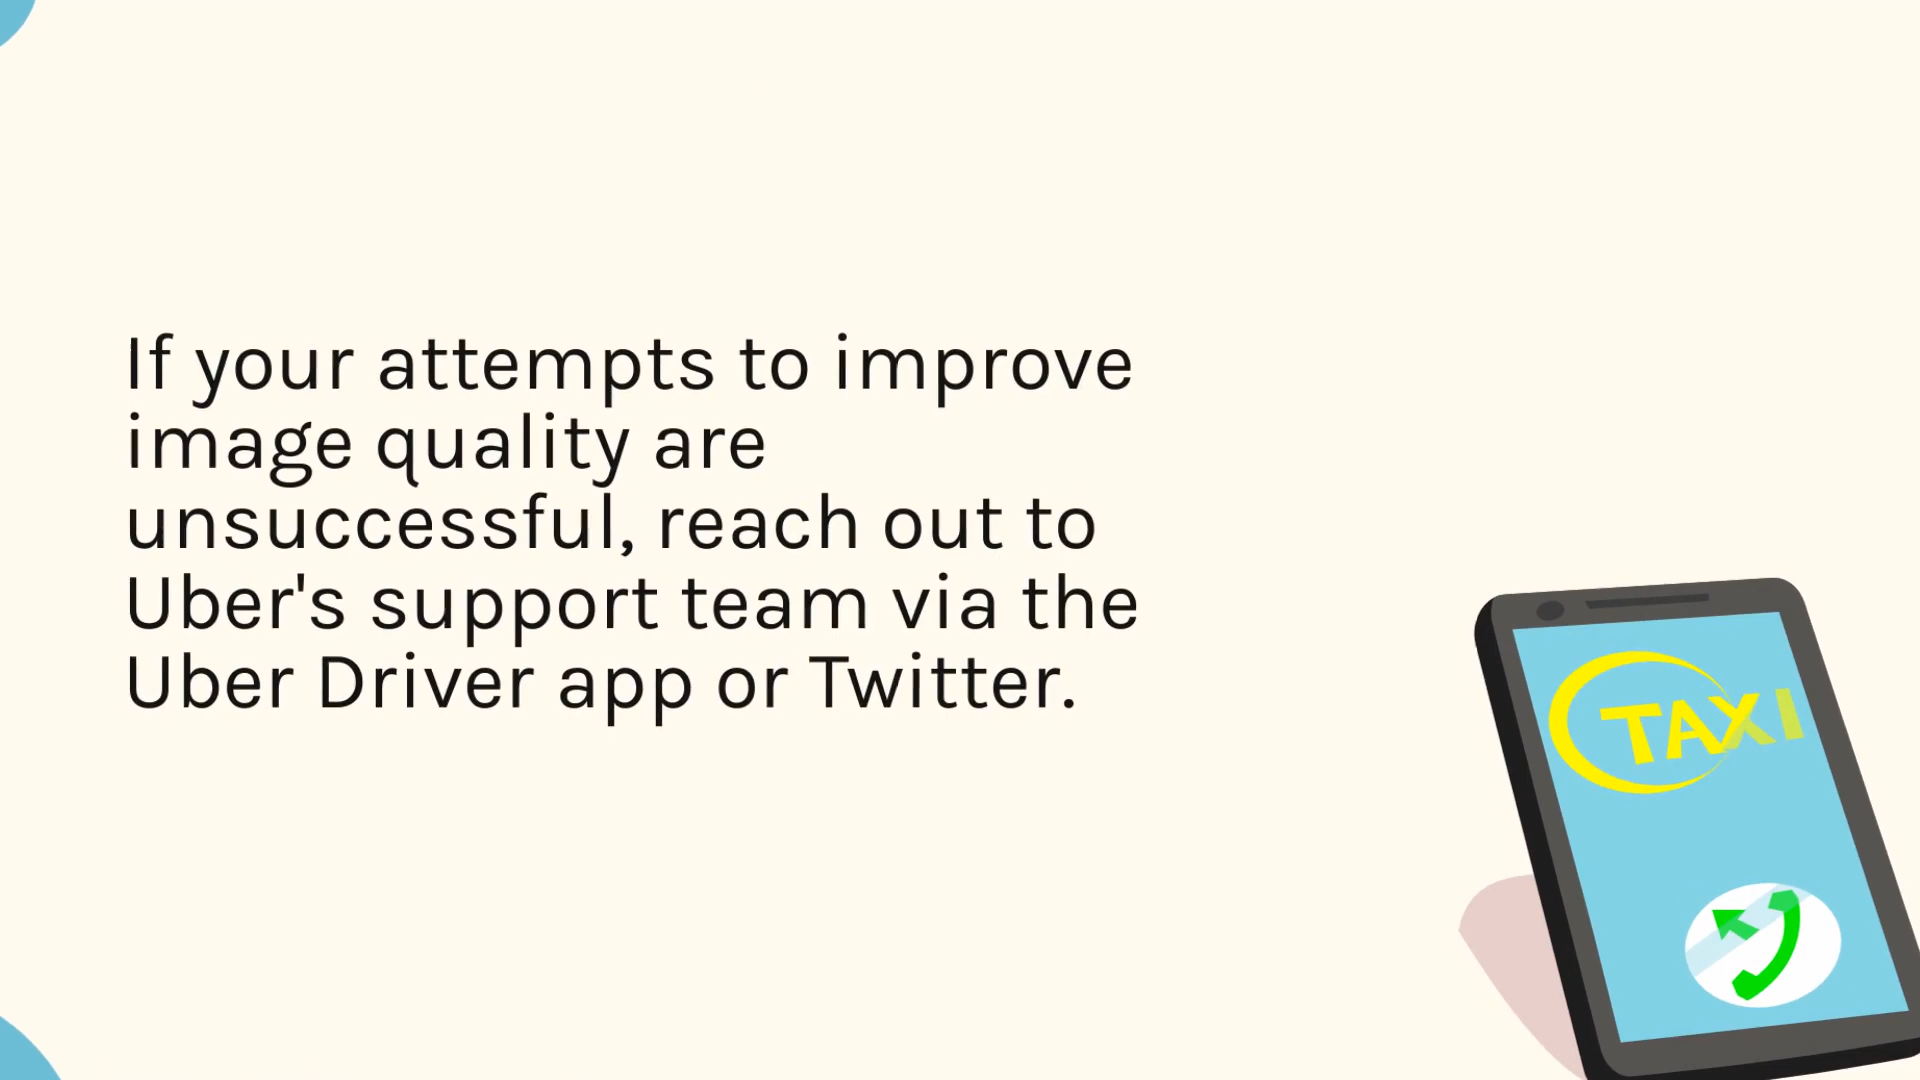 If your attempts to improve
image quality are
unsuccessful, reach out to
Uber's support team via the
Uber Driver app or Twitter.
TAXI